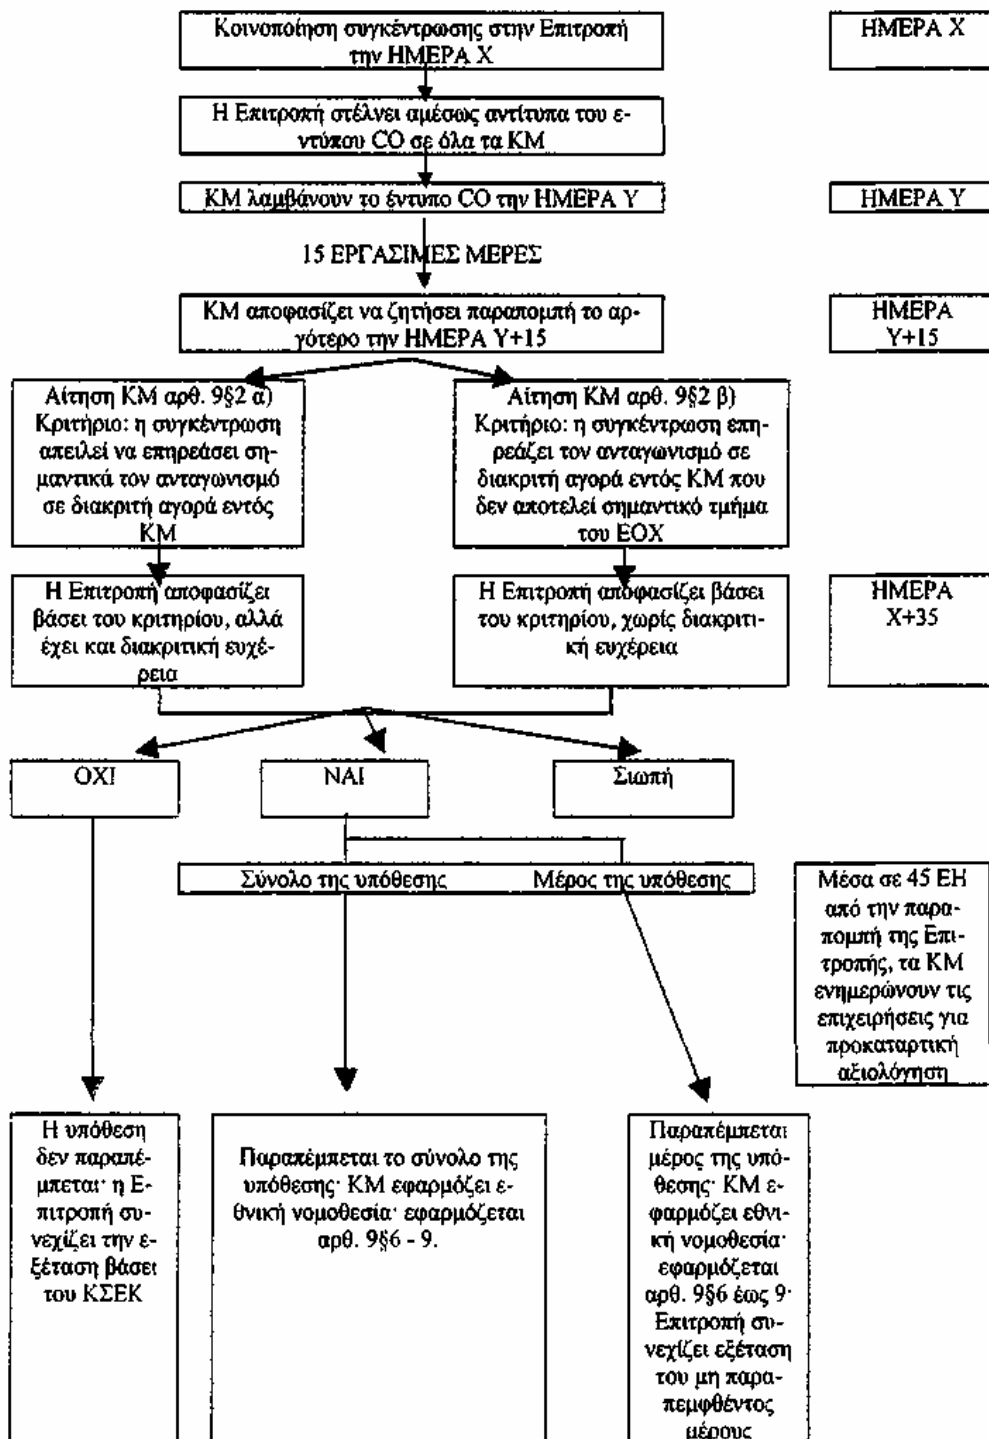 Κοινοποίηση συγκέντρωσης στην Επιτροπή
την ΗΜΕΡΑ Χ
ΗΜΕΡΑ Χ
Η Επιτροπή στέλνει αμέσως αντίτυπα του ε-
ντύπου CO σε όλα τα ΚΜ
ΚΜ λαμβάνουν το έντυπο CO την ΗΜΕΡΑ Υ
ΗΜΕΡΑ Υ
15 ΕΡΓΑΣΙΜΕΣ ΜΕΡΕΣ
ΚΜ αποφασίζει να ζητήσει παραπομπή το αρ-
γότερο την ΗΜΕΡΑ Υ+15
ΗΜΕΡΑ
Υ+15
Αίτηση ΚΜ αρθ. 9§2 α)
Κριτήριο: η συγκέντρωση
απειλεί να επηρεάσει ση-
μαντικά τον ανταγωνισμό
σε διακριτή αγορά εντός
ΚΜ
Αίτηση ΚΜ αρθ. 9§2 β)
Κριτήριο: η συγκέντρωση επη-
ρεάζει τον ανταγωνισμό σε
διακριτή αγορά εντός ΚΜ που
δεν αποτελεί σημαντικό τμήμα
του ΕΟΧ
Η Επιτροπή αποφασίζει
βάσει του κριτηρίου, αλλά
έχει και διακριτική ευχέ-
ρεια
Η Επιτροπή αποφασίζει βάσει
του κριτηρίου, χωρίς διακριτι-
κή ευχέρεια
ΗΜΕΡΑ
Χ+35
ΟΧΙ
ΝΑΙ
Σιωπή
Σύνολο της υπόθεσης
Μέρος της υπόθεσης
Μέσα σε 45 ΕΗ
από την παρα-
πομπή της Επι-
τροπής, τα ΚΜ
ενημερώνουν τις
επιχειρήσεις για
προκαταρτική
αξιολόγηση
Η υπόθεση
δεν παραπέ-
μπεται· η Ε-
πιτροπή συ-
νεχίζει την ε-
ξέταση βάσει
του ΚΣΕΚ
Παραπέμπεται το σύνολο της
υπόθεσης· ΚΜ εφαρμόζει ε-
θνική νομοθεσία· εφαρμόζεται
αρθ. 9§6 - 9.
Παραπέμπεται
μέρος της υπό-
θεσης· ΚΜ ε-
φαρμόζει εθνι-
κή νομοθεσία·
εφαρμόζεται
αρθ. 9§6 έως 9·
Επιτροπή συ-
νεχίζει εξέταση
του μη παρα-
πεμφθέντος
μέρους